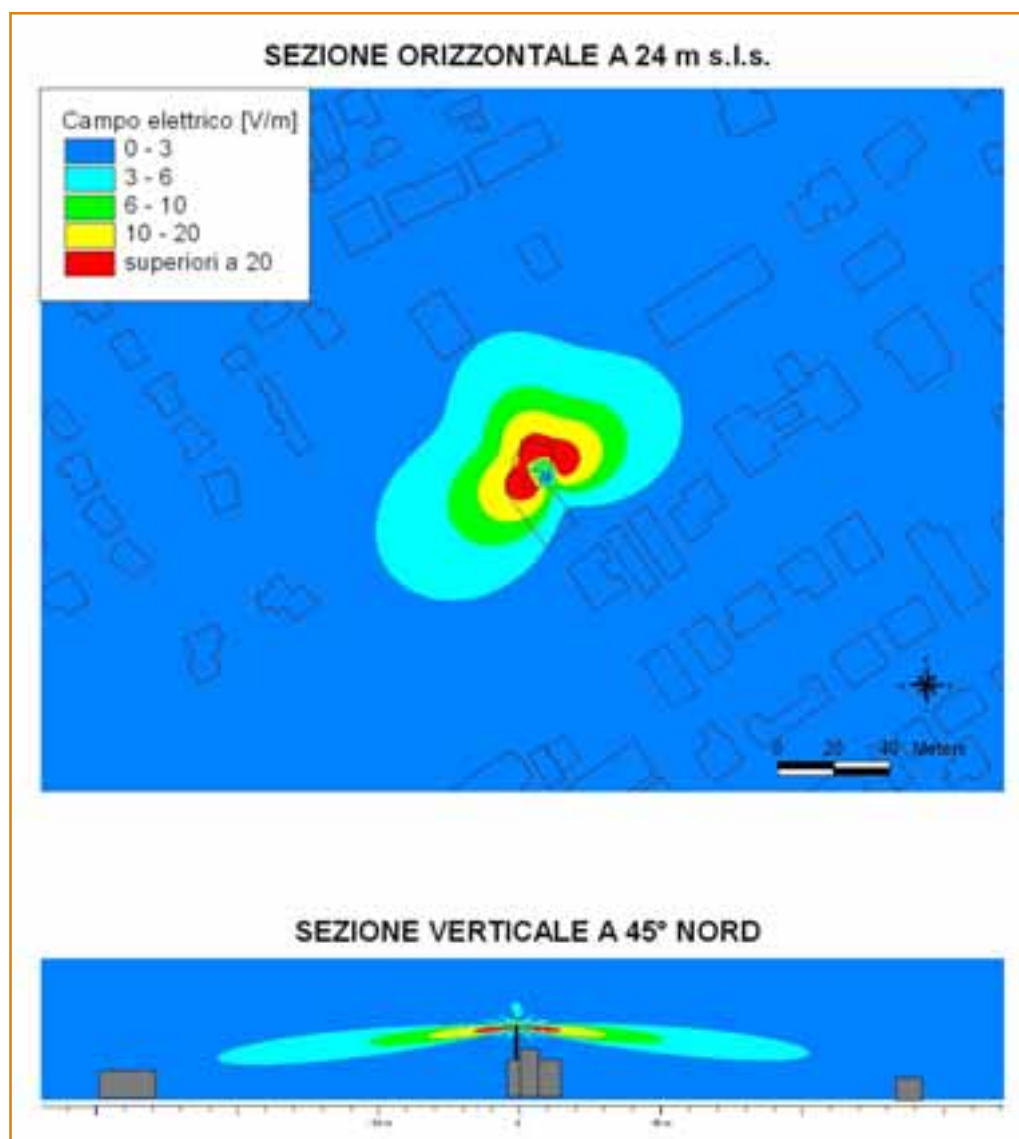 SEZIONE ORIZZONTALE A 24 m s.l.s.
Campo elettrico [V/m]
0 - 3
3 - 6
6 - 10
10 - 20
superiori a 20
0 20 40 Meters
SEZIONE VERTICALE A 45° NORD